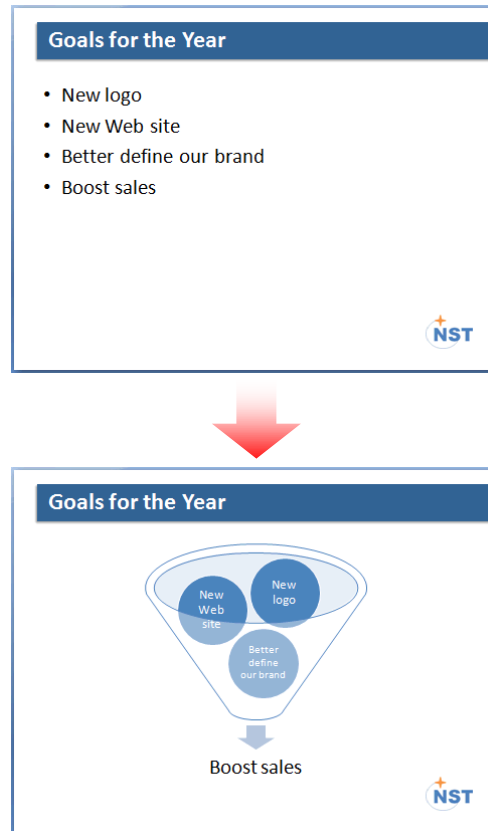 Goals for the Year
• New logo
• New Web site
• Better define our brand
• Boost sales
NST
Goals for the Year
New
Web
site
New
logo
Better
define
our brand
Boost sales
NST